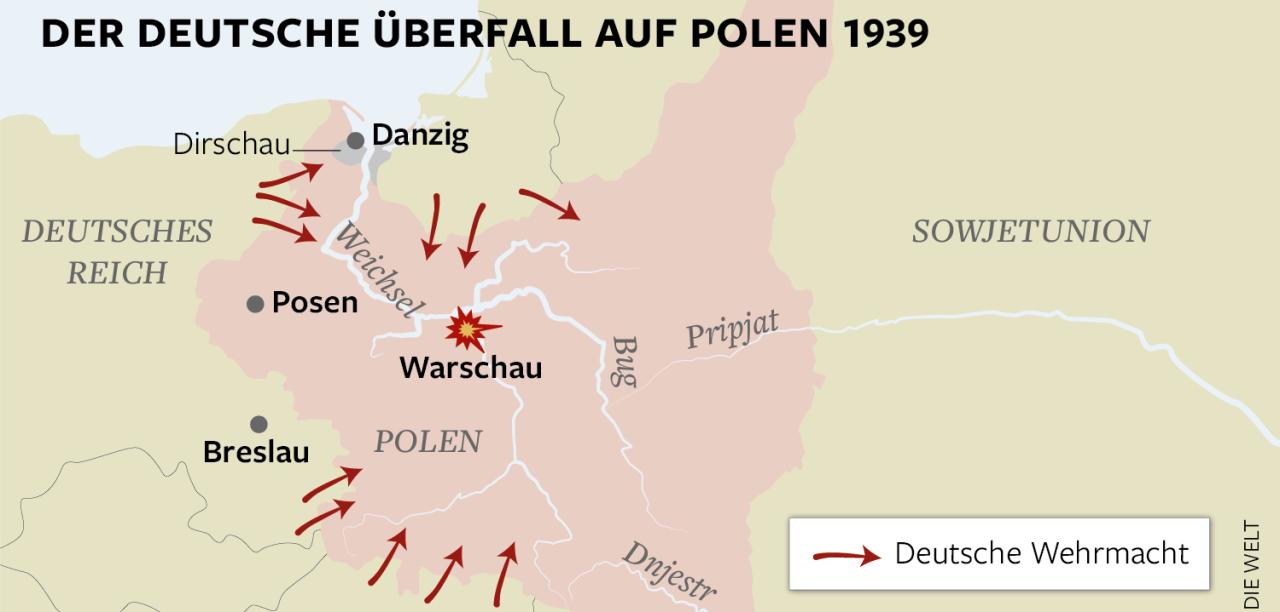 DER DEUTSCHE ÜBERFALL AUF POLEN 1939
Dirschau
Danzig
DEUTSCHES
REICH
SOWJETUNION
Weichsel
Posen
Pripjat
Bug
Warschau
POLEN
Breslau
Dnjestr
Deutsche Wehrmacht
DIE WELT